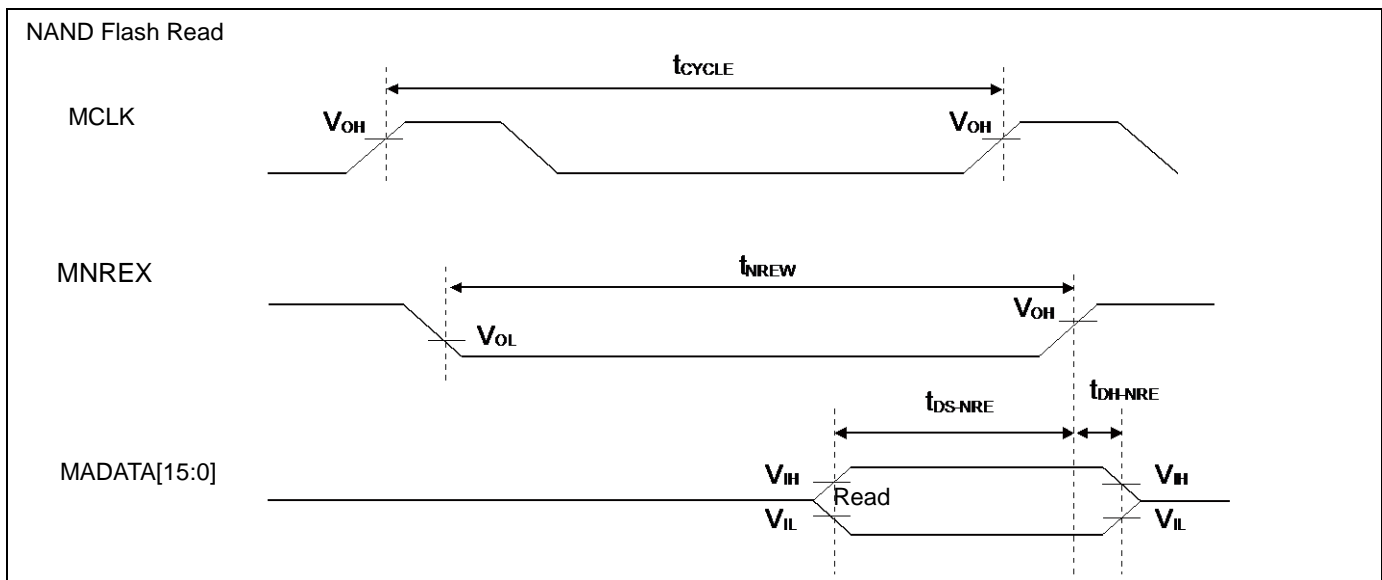 NAND Flash Read
tCYCLE
MCLK
VOH
VOH
MNREX
tNREW
VOL
VOH
tDS-NRE
tDH-NRE
MADATA[15:0]
VIH
Read
VIH
VIL
VIL